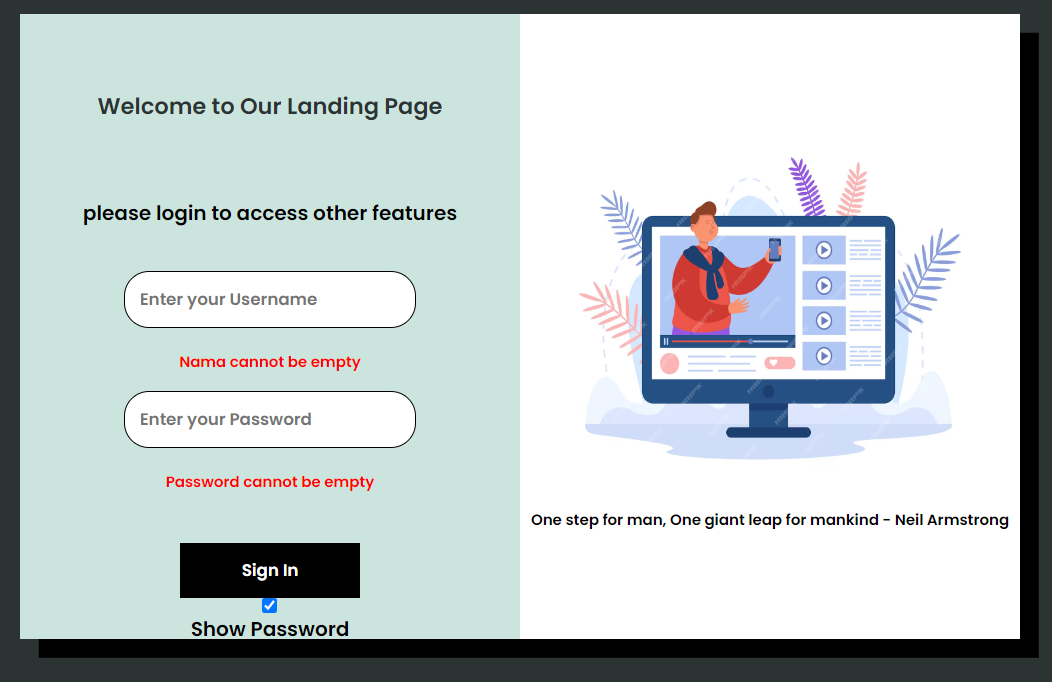 Welcome to Our Landing Page
please login to access other features
Enter your Username
Nama cannot be empty
Enter your Password
Password cannot be empty
Sign In
Show Password
One step for man, One giant leap for mankind - Neil Armstrong